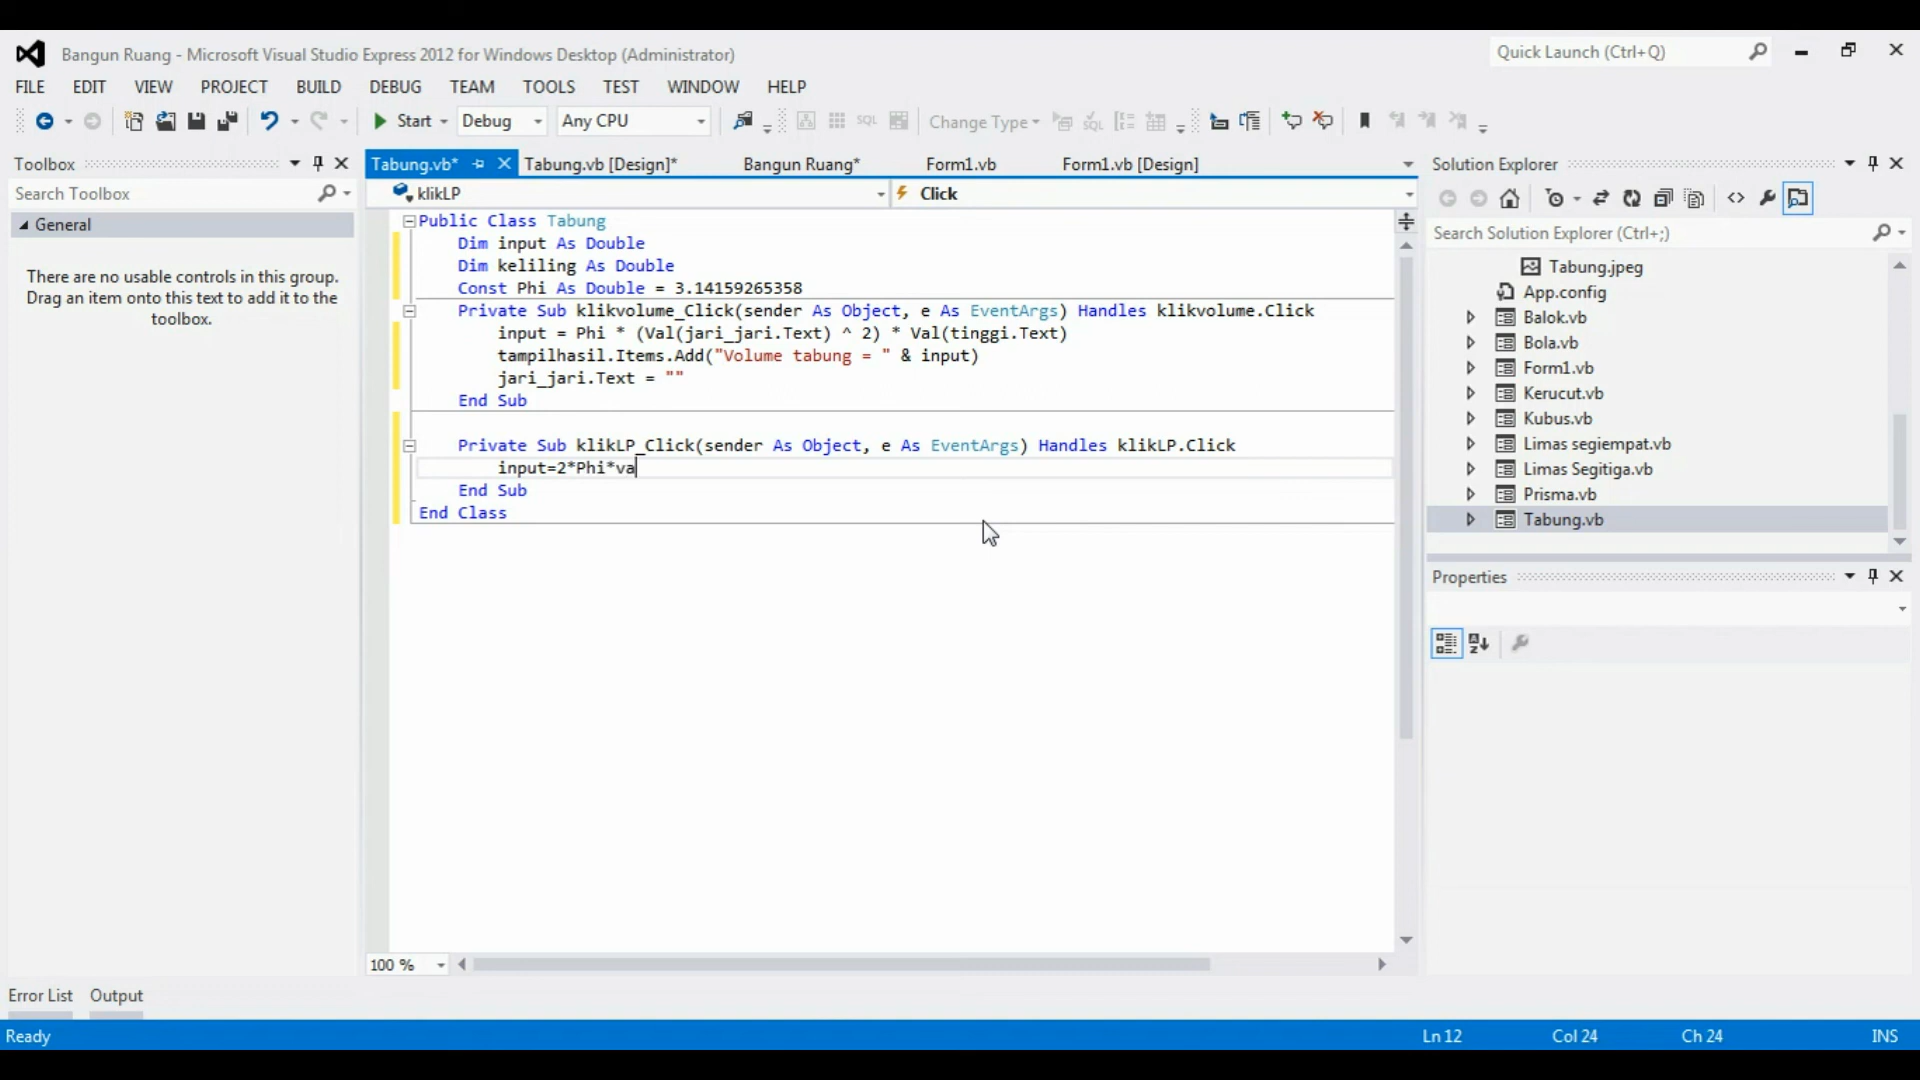 Bangun Ruang - Microsoft Visual Studio Express 2012 for Windows Desktop (Administrator)
Quick Launch (Ctrl+Q)
FILE EDIT VIEW PROJECT BUILD DEBUG TEAM TOOLS TEST WINDOW HELP
Start Debug Any CPU SQL Change Type SQL
Toolbox
Search Toolbox
General
There are no usable controls in this group.
Drag an item onto this text to add it to the
toolbox.
Tabung.vb* Tabung.vb [Design]* Bangun Ruang* Form1.vb Form1.vb [Design]
klikLP Click
Public Class Tabung
Dim input As Double
Dim keliling As Double
Const Phi As Double = 3.14159265358
Private Sub klikvolume_Click(sender As Object, e As EventArgs) Handles klikvolume.Click
input = Phi * (Val(jari_jari.Text) ^ 2) * Val(tinggi.Text)
tampilhasil.Items.Add("Volume tabung = " & input)
jari_jari.Text = ""
End Sub
Private Sub klikLP_Click(sender As Object, e As EventArgs) Handles klikLP.Click
input=2*Phi*va
End Sub
End Class
100 %
Solution Explorer
Search Solution Explorer (Ctrl+;)
Tabung.jpeg
App.config
Balok.vb
Bola.vb
Form1.vb
Kerucut.vb
Kubus.vb
Limas segiempat.vb
Limas Segitiga.vb
Prisma.vb
Tabung.vb
Properties
Error List Output
Ready Ln 12 Col 24 Ch 24 INS